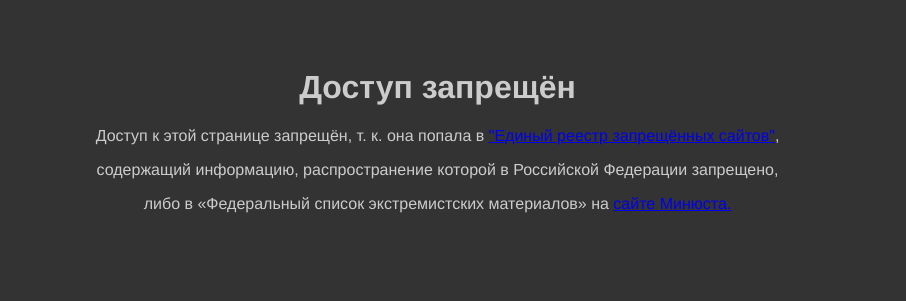 Доступ запрещён
Доступ к этой странице запрещён, т. к. она попала в "Единый реестр запрещённых сайтов",
содержащий информацию, распространение которой в Российской Федерации запрещено,
либо в «Федеральный список экстремистских материалов» на сайте Минюста.